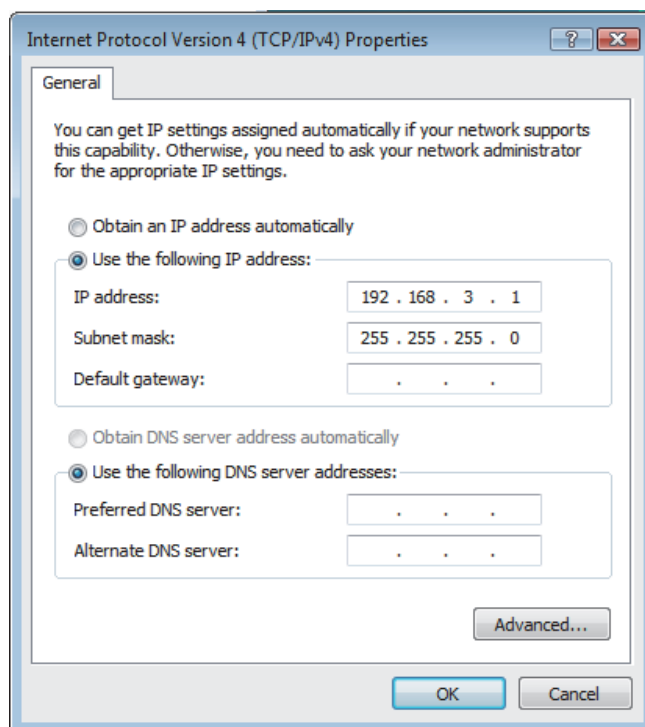 Internet Protocol Version 4 (TCP/IPv4) Properties
General
You can get IP settings assigned automatically if your network supports
this capability. Otherwise, you need to ask your network administrator
for the appropriate IP settings.
Obtain an IP address automatically
Use the following IP address:
IP address: 192 . 168 . 3 . 1
Subnet mask: 255 . 255 . 255 . 0
Default gateway: . . .
Obtain DNS server address automatically
Use the following DNS server addresses:
Preferred DNS server: . . .
Alternate DNS server: . . .
Advanced...
OK Cancel